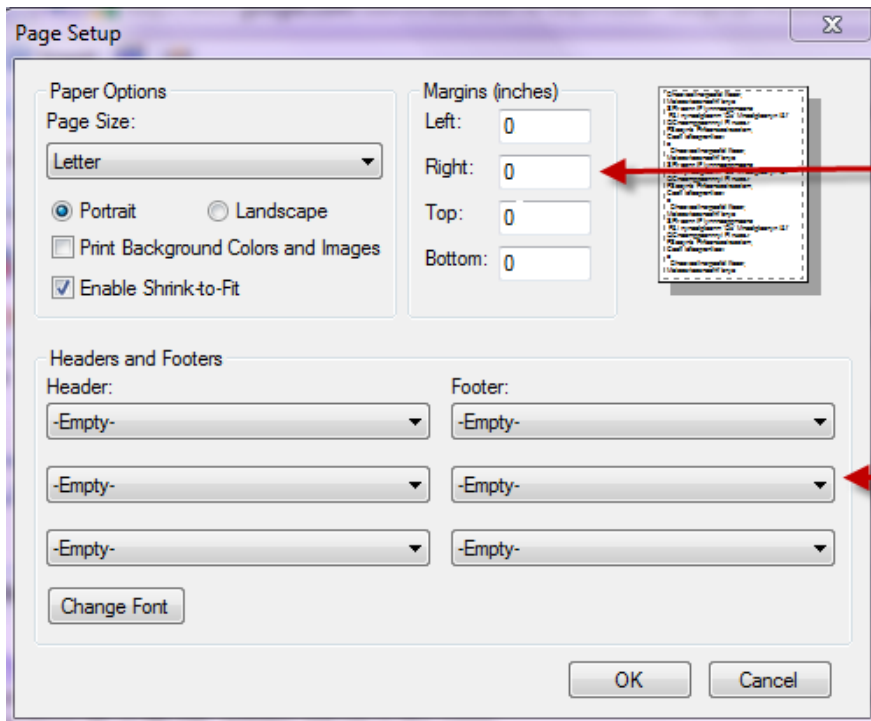 Page Setup
Paper Options
Page Size:
Letter
Portrait Landscape
Print Background Colors and Images
Enable Shrink-to-Fit
Margins (inches)
Left: 0
Right: 0
Top: 0
Bottom: 0
Headers and Footers
Header: Footer:
-Empty- -Empty-
-Empty- -Empty-
-Empty- -Empty-
Change Font
OK Cancel